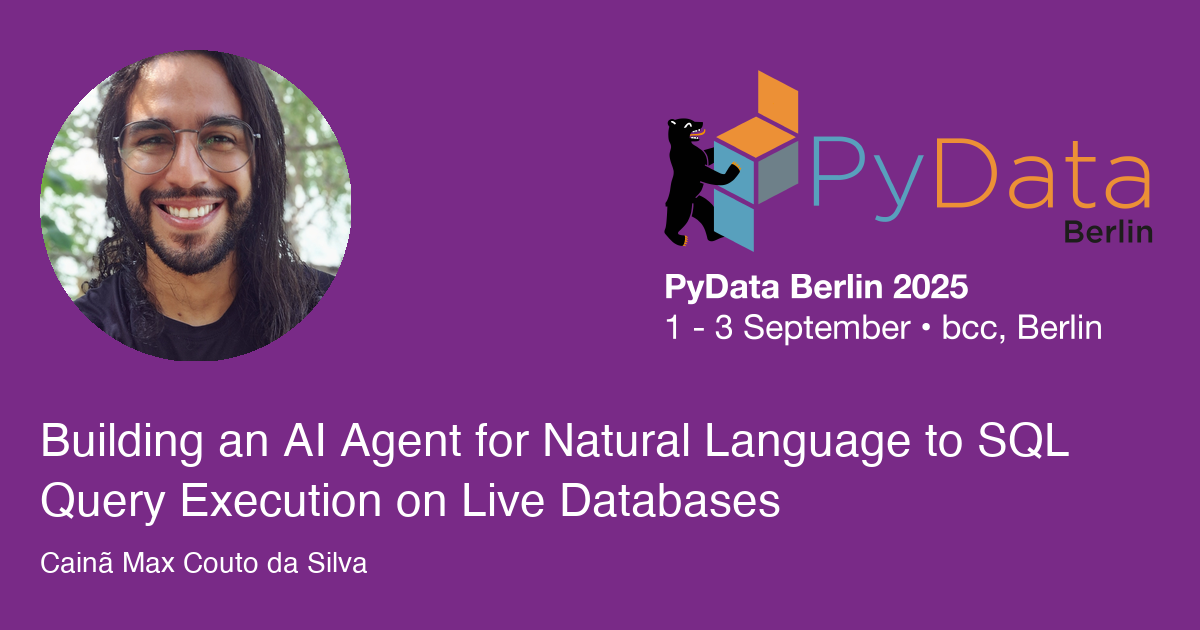 PyData
Berlin
PyData Berlin 2025
1 - 3 September • bcc, Berlin
Building an AI Agent for Natural Language to SQL
Query Execution on Live Databases
Cainã Max Couto da Silva